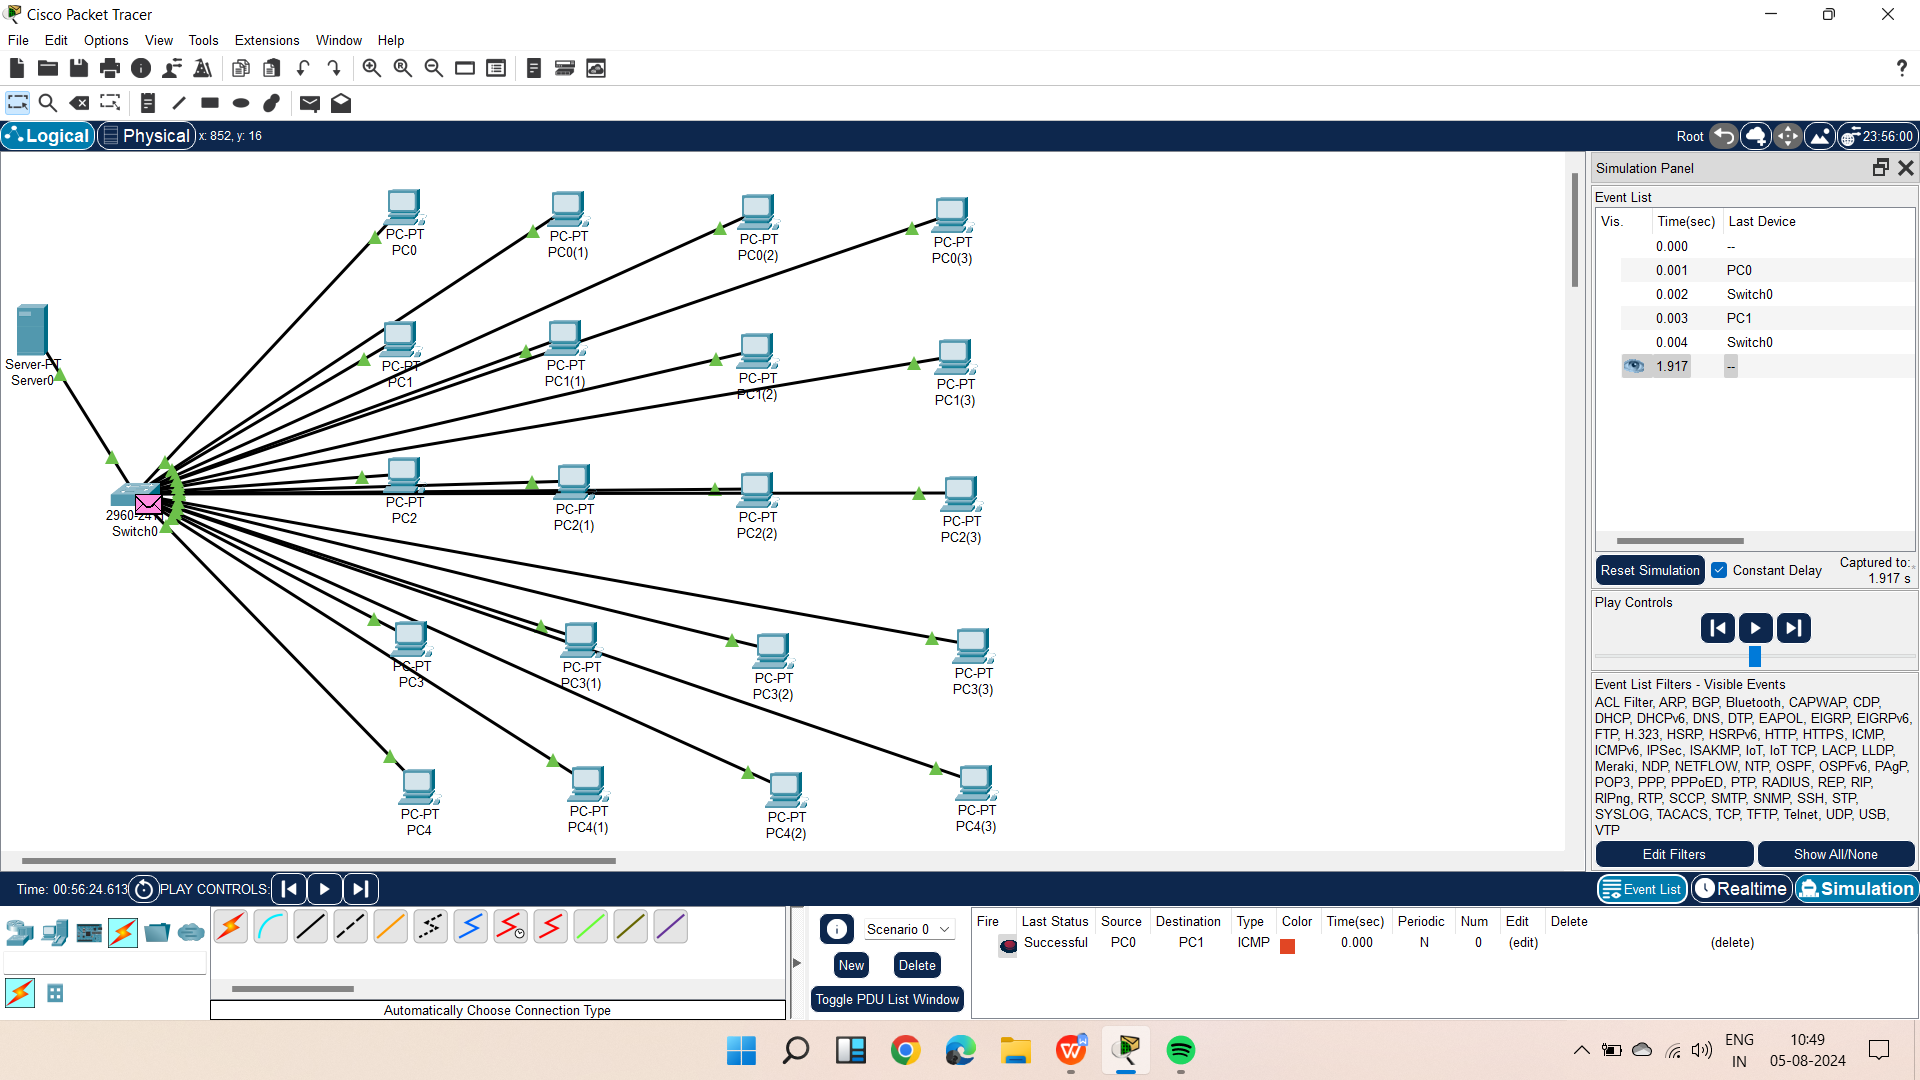 Cisco Packet Tracer
File Edit Options View Tools Extensions Window Help
Logical Physical x: 852, y: 16
Root 23:56:00
PC-PT
PC0
PC-PT
PC0(1)
PC-PT
PC0(2)
PC-PT
PC0(3)
Server-PT
Server0
PC-PT
PC1
PC-PT
PC1(1)
PC-PT
PC1(2)
PC-PT
PC1(3)
2960-24
Switch0
PC-PT
PC2
PC-PT
PC2(1)
PC-PT
PC2(2)
PC-PT
PC2(3)
PC-PT
PC3
PC-PT
PC3(1)
PC-PT
PC3(2)
PC-PT
PC3(3)
PC-PT
PC4
PC-PT
PC4(1)
PC-PT
PC4(2)
PC-PT
PC4(3)
Simulation Panel
Event List
Vis. Time(sec) Last Device
0.000 --
0.001 PC0
0.002 Switch0
0.003 PC1
0.004 Switch0
1.917 --
Reset Simulation Constant Delay Captured to:
1.917 s
Play Controls
Event List Filters - Visible Events
ACL Filter, ARP, BGP, Bluetooth, CAPWAP, CDP,
DHCP, DHCPv6, DNS, DTP, EAPOL, EIGRP, EIGRPv6,
FTP, H.323, HSRP, HSRPv6, HTTP, HTTPS, ICMP,
ICMPv6, IPSec, ISAKMP, IoT, IoT TCP, LACP, LLDP,
Meraki, NDP, NETFLOW, NTP, OSPF, OSPFv6, PAgP,
POP3, PPP, PPPoED, PTP, RADIUS, REP, RIP,
RIPng, RTP, SCCP, SMTP, SNMP, SSH, STP,
SYSLOG, TACACS, TCP, TFTP, Telnet, UDP, USB,
VTP
Edit Filters Show All/None
Time: 00:56:24.613 PLAY CONTROLS:
Event List Realtime Simulation
Automatically Choose Connection Type
Scenario 0
New Delete
Toggle PDU List Window
Fire Last Status Source Destination Type Color Time(sec) Periodic Num Edit Delete
Successful PC0 PC1 ICMP 0.000 N 0 (edit) (delete)
ENG
IN
10:49
05-08-2024